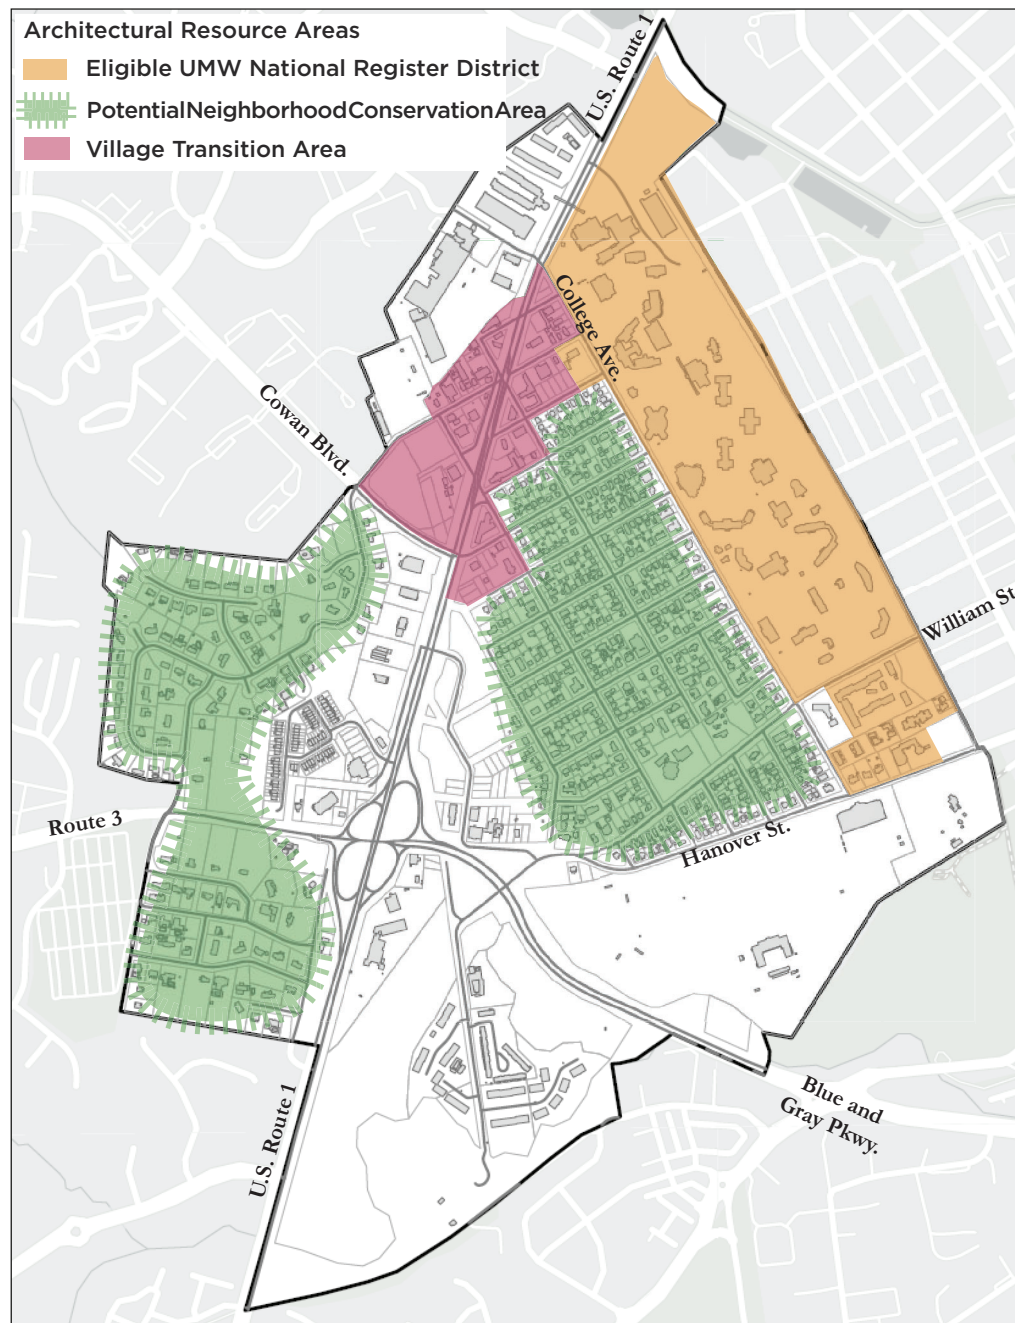 Architectural Resource Areas
Eligible UMW National Register District
PotentialNeighborhoodConservationArea
Village Transition Area
U.S. Route 1
College Ave.
Cowan Blvd.
William St.
Route 3
Hanover St.
Blue and
Gray Pkwy.
U.S. Route 1